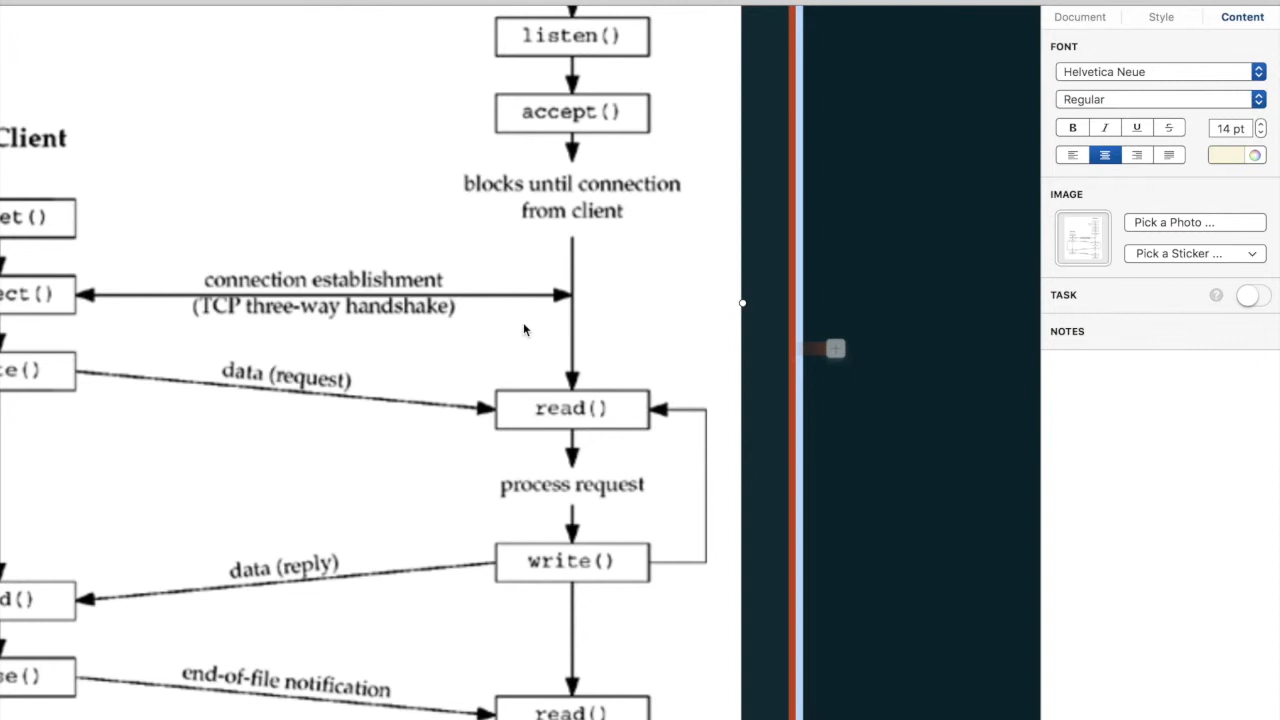 listen()
accept()
Client
blocks until connection
from client
et()
connection establishment
(TCP three-way handshake)
ect()
data (request)
te()
read()
process request
data (reply)
write()
d()
end-of-file notification
se()
read()
Document Style Content
FONT
Helvetica Neue
Regular
B I U S 14 pt
IMAGE
Pick a Photo ...
Pick a Sticker ...
TASK ?
NOTES